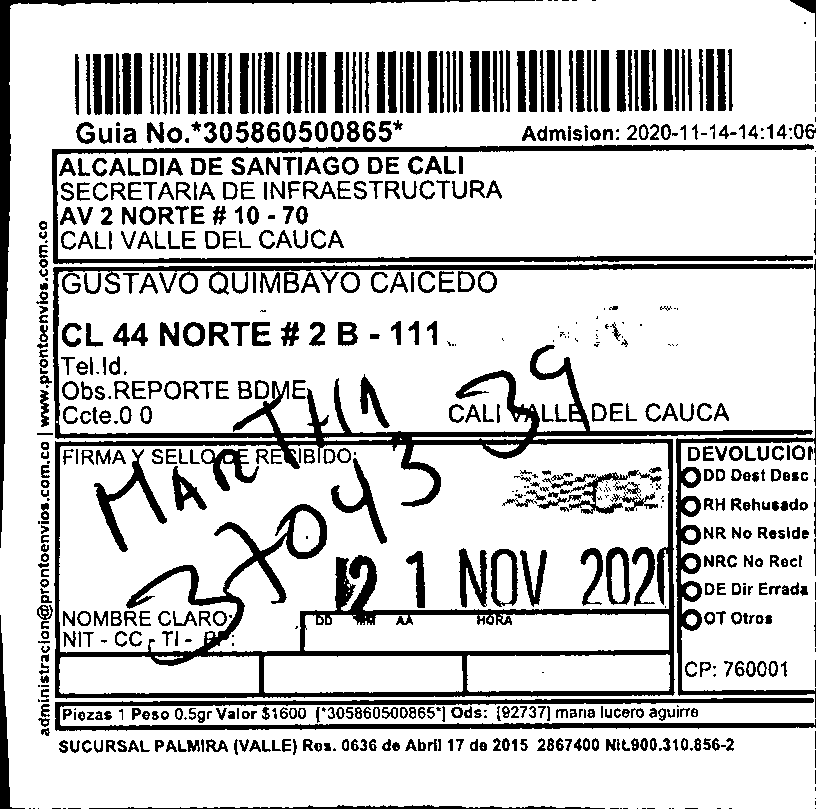 Guia No.*305860500865*
Admision: 2020-11-14-14:14:06
ALCALDIA DE SANTIAGO DE CALI
SECRETARIA DE INFRAESTRUCTURA
AV 2 NORTE # 10 - 70
CALI VALLE DEL CAUCA
GUSTAVO QUIMBAYO CAICEDO
CL 44 NORTE # 2 B - 111
Tel.Id.
Obs.REPORTE BDME
Ccte.0 0
CALI VALLE DEL CAUCA
FIRMA Y SELLO DE RECIBIDO:
MARTHA
3704339
21 NOV 2020
NOMBRE CLARO:
NIT - CC - TI -
DD MM AA HORA
DEVOLUCION
DD Dest Desc
RH Rehusado
NR No Reside
NRC No Recl
DE Dir Errada
OT Otros
CP: 760001
Piezas 1 Peso 0.5gr Valor $1600 [*305860500865*] Ods: [92737] maria lucero aguirre
SUCURSAL PALMIRA (VALLE) Res. 0636 de Abril 17 de 2015 2867400 Nit.900.310.856-2
administracion@prontoenvios.com.co | www.prontoenvios.com.co